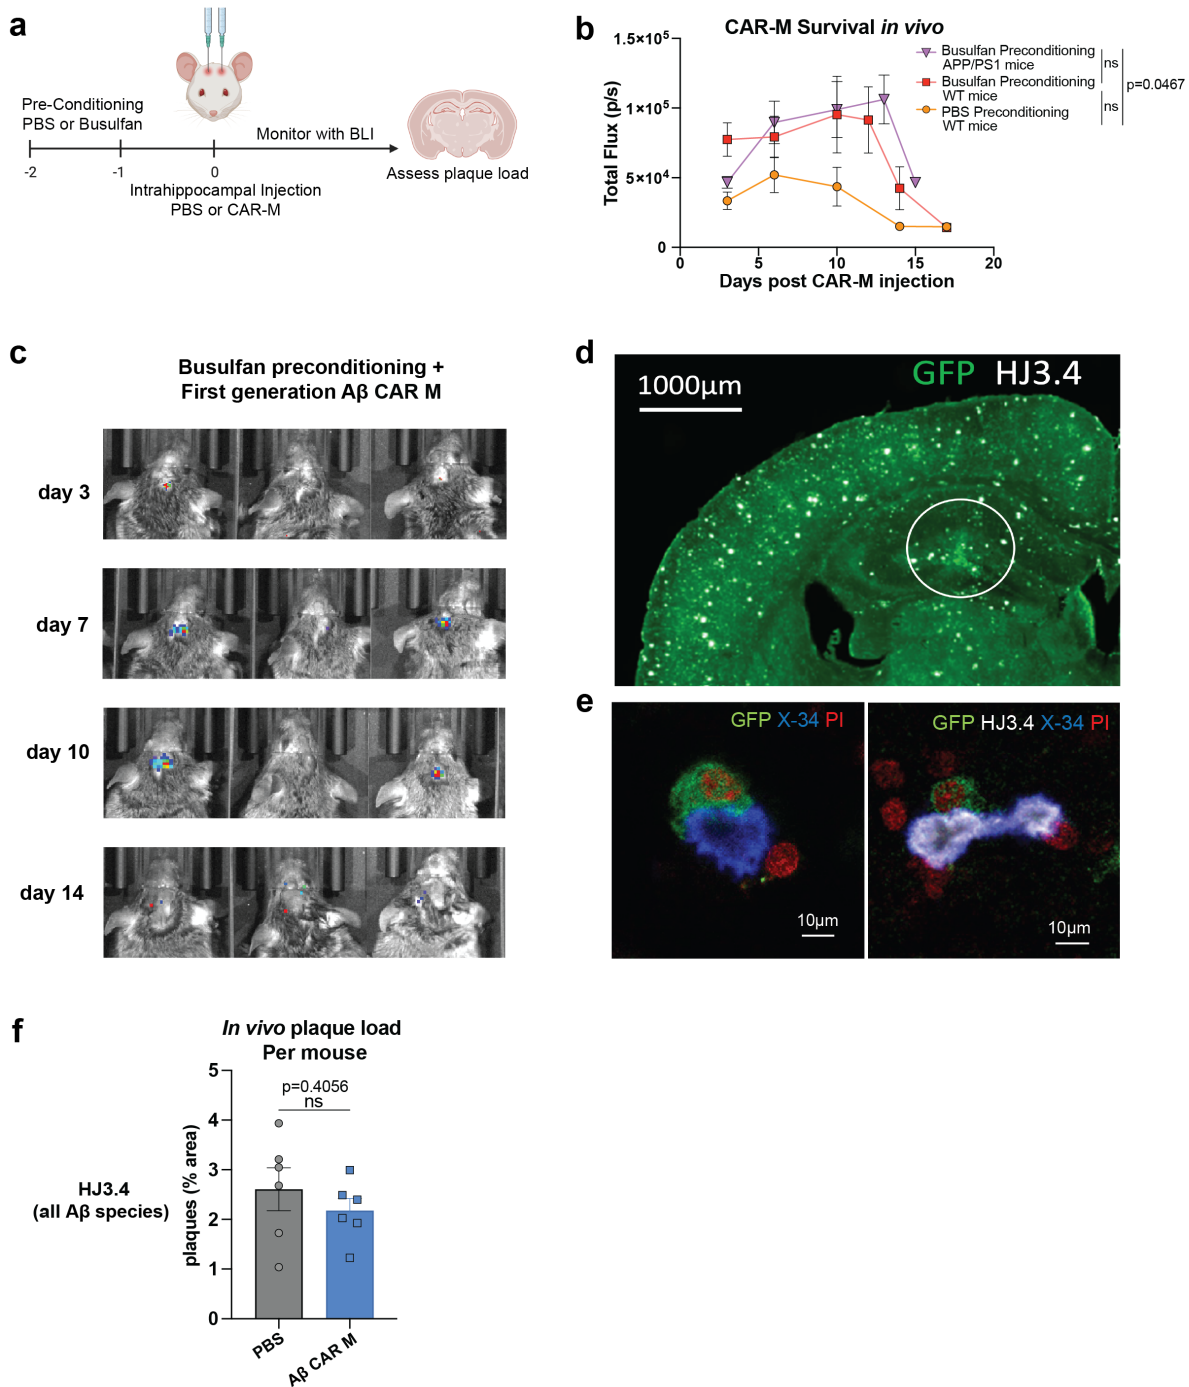 a
Pre-Conditioning
PBS or Busulfan
Monitor with BLI
-2
-1
0
Intrahippocampal Injection
PBS or CAR-M
Assess plaque load
b
CAR-M Survival in vivo
Total Flux (p/s)
1.5×10⁵
1×10⁵
5×10⁴
0
0
5
10
15
20
Days post CAR-M injection
Busulfan Preconditioning
APP/PS1 mice
Busulfan Preconditioning
WT mice
PBS Preconditioning
WT mice
ns
ns
p=0.0467
c
Busulfan preconditioning +
First generation Aβ CAR M
day 3
day 7
day 10
day 14
d
1000μm
GFP HJ3.4
e
GFP X-34 PI
10μm
GFP HJ3.4 X-34 PI
10μm
f
In vivo plaque load
Per mouse
HJ3.4
(all Aβ species)
plaques (% area)
5
4
3
2
1
0
p=0.4056
ns
PBS
Aβ CAR M